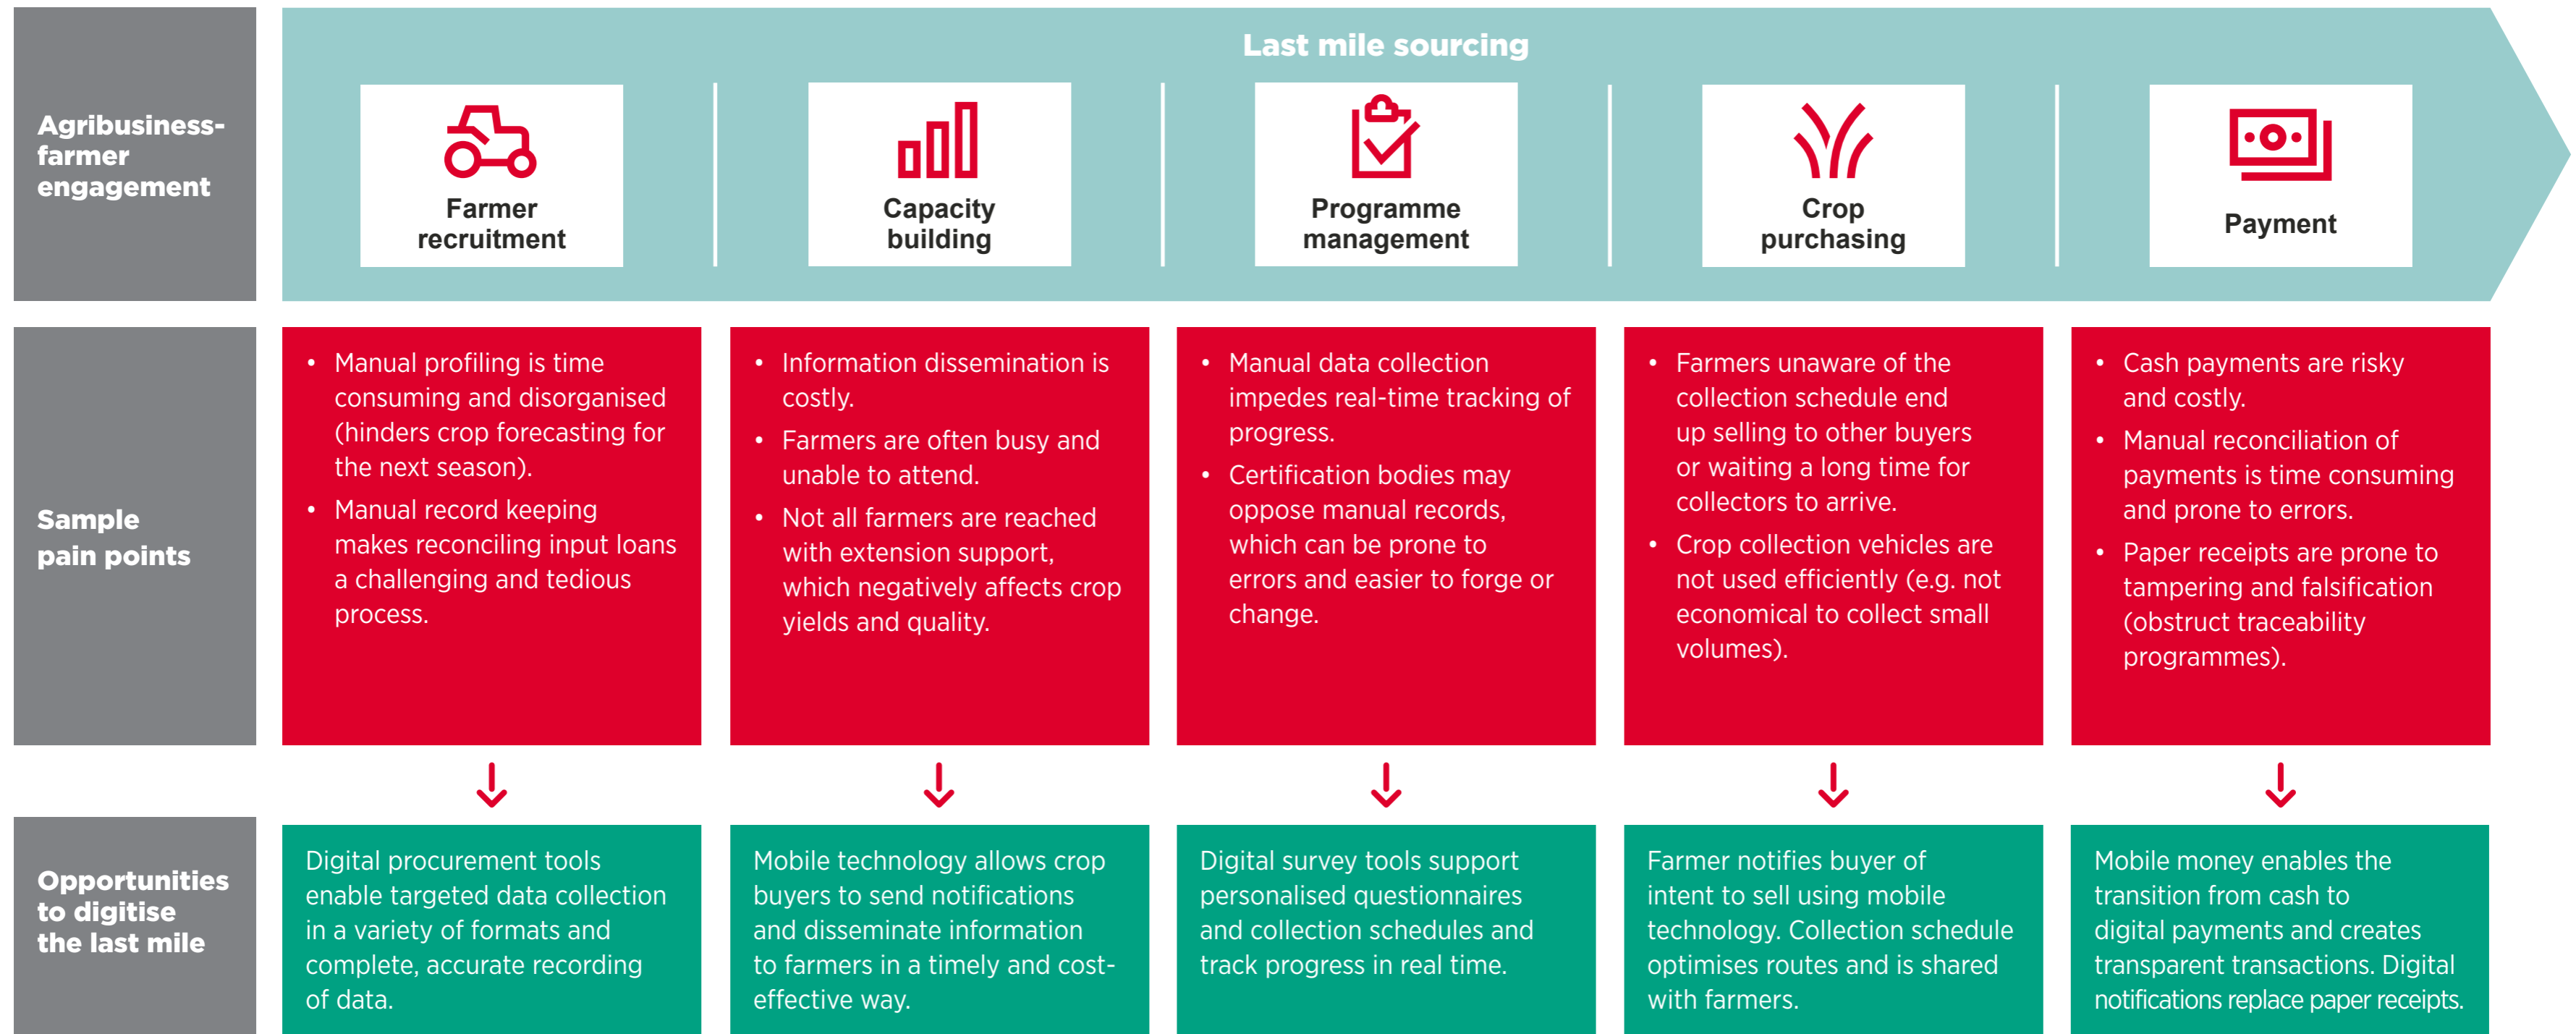 Last mile sourcing
Agribusiness-
farmer
engagement
Farmer
recruitment
Capacity
building
Programme
management
Crop
purchasing
Payment
Sample
pain points
• Manual profiling is time
consuming and disorganised
(hinders crop forecasting for
the next season).
• Manual record keeping
makes reconciling input loans
a challenging and tedious
process.
• Information dissemination is
costly.
• Farmers are often busy and
unable to attend.
• Not all farmers are reached
with extension support,
which negatively affects crop
yields and quality.
• Manual data collection
impedes real-time tracking of
progress.
• Certification bodies may
oppose manual records,
which can be prone to
errors and easier to forge or
change.
• Farmers unaware of the
collection schedule end
up selling to other buyers
or waiting a long time for
collectors to arrive.
• Crop collection vehicles are
not used efficiently (e.g. not
economical to collect small
volumes).
• Cash payments are risky
and costly.
• Manual reconciliation of
payments is time consuming
and prone to errors.
• Paper receipts are prone to
tampering and falsification
(obstruct traceability
programmes).
Opportunities
to digitise
the last mile
Digital procurement tools
enable targeted data collection
in a variety of formats and
complete, accurate recording
of data.
Mobile technology allows crop
buyers to send notifications
and disseminate information
to farmers in a timely and cost-
effective way.
Digital survey tools support
personalised questionnaires
and collection schedules and
track progress in real time.
Farmer notifies buyer of
intent to sell using mobile
technology. Collection schedule
optimises routes and is shared
with farmers.
Mobile money enables the
transition from cash to
digital payments and creates
transparent transactions. Digital
notifications replace paper receipts.